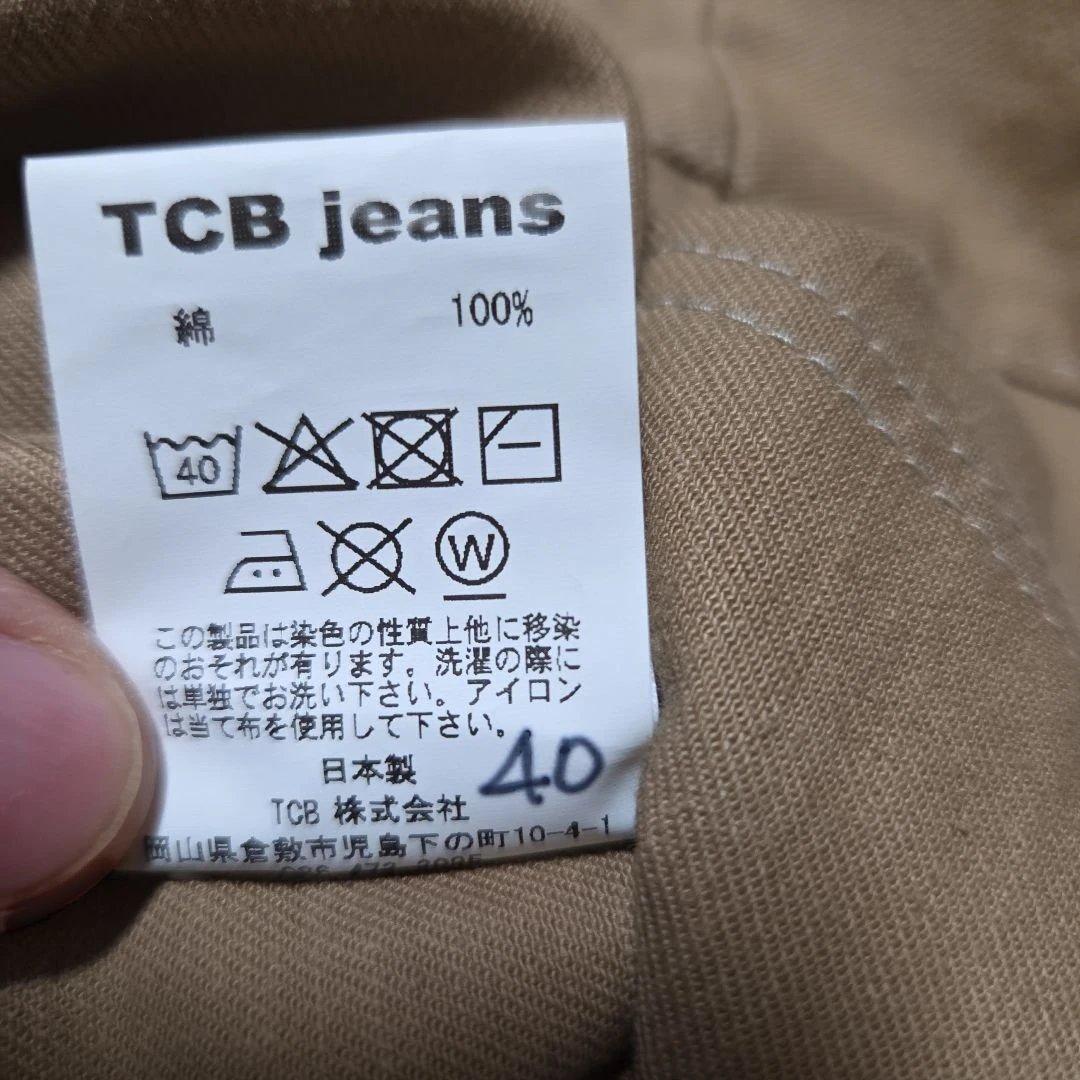 TCB jeans
綿 100%
40
W
この製品は染色の性質上他に移染
のおそれが有ります。洗濯の際に
は単独でお洗い下さい。アイロン
は当て布を使用して下さい。
日本製 40
TCB 株式会社
岡山県倉敷市児島下の町10-4-1